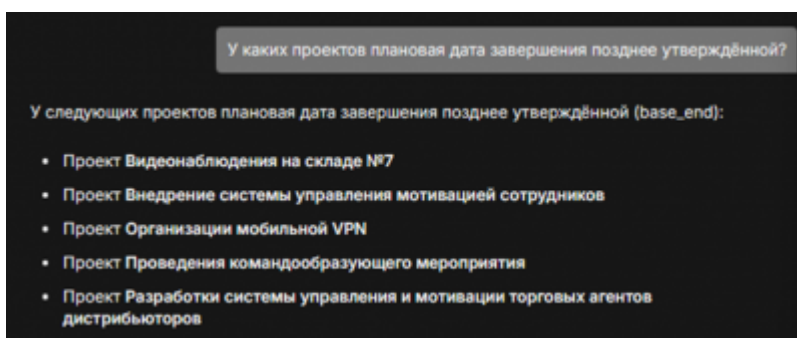 У каких проектов плановая дата завершения позднее утверждённой?
У следующих проектов плановая дата завершения позднее утверждённой (base_end):
• Проект Видеонаблюдения на складе №7
• Проект Внедрение системы управления мотивацией сотрудников
• Проект Организации мобильной VPN
• Проект Проведения командообразующего мероприятия
• Проект Разработки системы управления и мотивации торговых агентов
дистрибьюторов